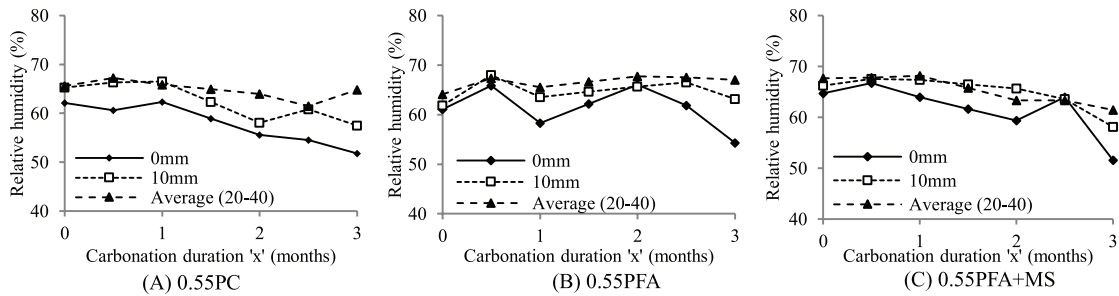 80
70
60
50
40
Relative humidity (%)
0mm
10mm
Average (20-40)
0 1 2 3
Carbonation duration 'x' (months)
(A) 0.55PC
80
70
60
50
40
Relative humidity (%)
0mm
10mm
Average (20-40)
0 1 2 3
Carbonation duration 'x' (months)
(B) 0.55PFA
80
70
60
50
40
Relative humidity (%)
0mm
10mm
Average (20-40)
0 1 2 3
Carbonation duration 'x' (months)
(C) 0.55PFA+MS